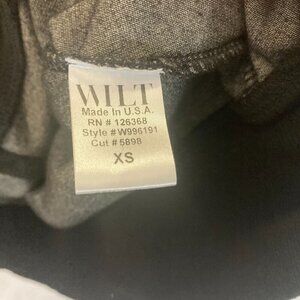 WILT
Made In U.S.A.
RN # 126368
Style # W996191
Cut # 5898
XS